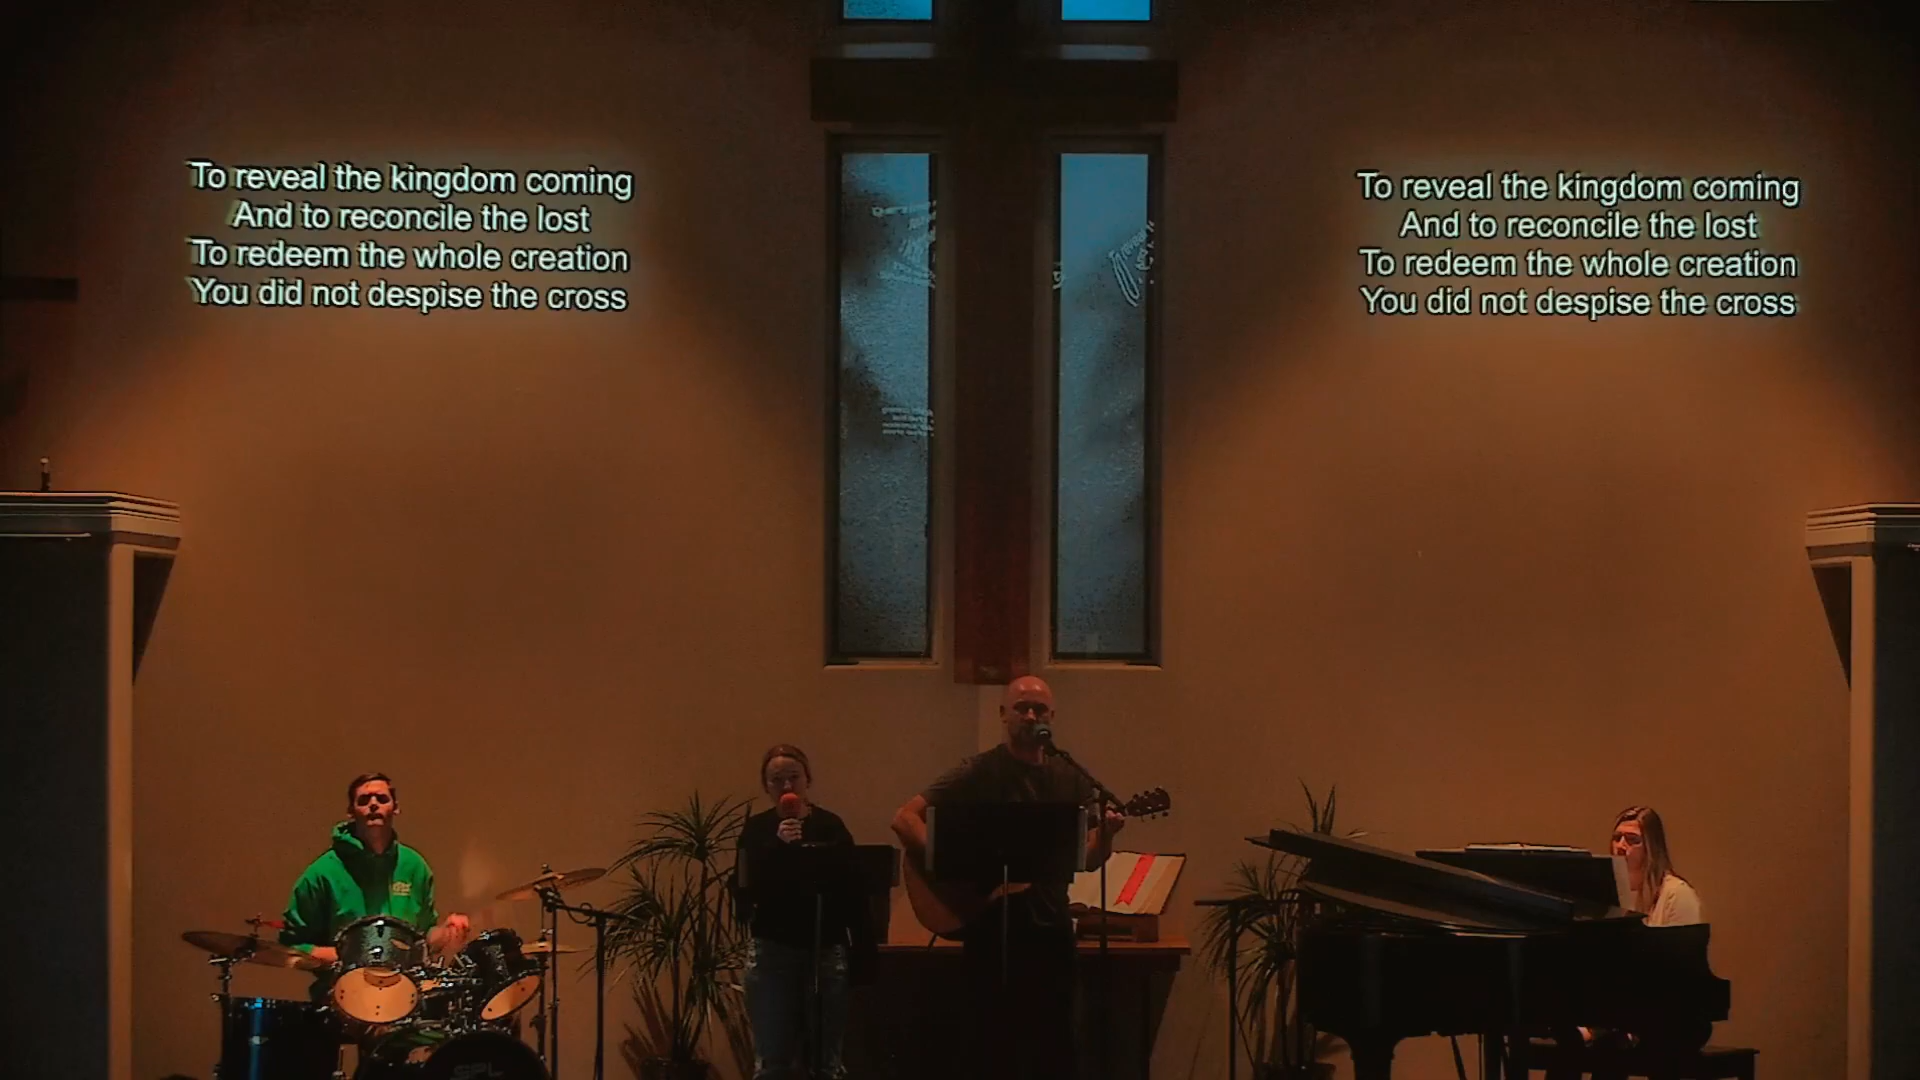 To reveal the kingdom coming
And to reconcile the lost
To redeem the whole creation
You did not despise the cross
To reveal the kingdom coming
And to reconcile the lost
To redeem the whole creation
You did not despise the cross
SPL